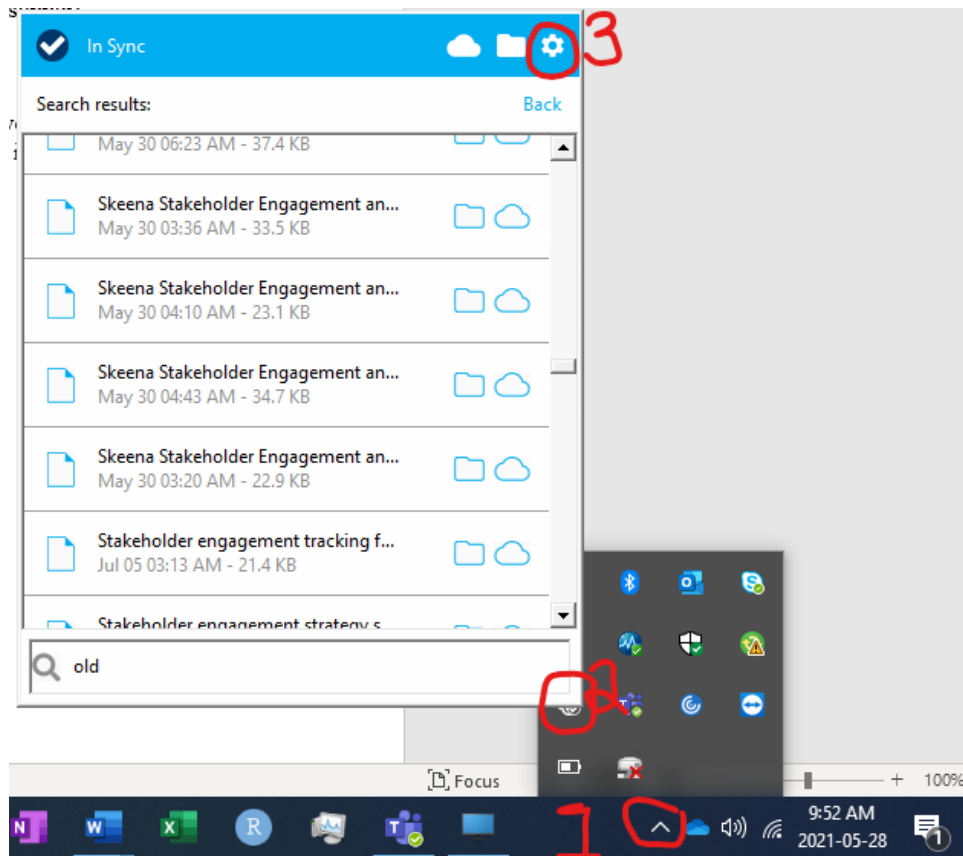 In Sync
3
Search results: Back
May 30 06:23 AM - 37.4 KB
Skeena Stakeholder Engagement an...
May 30 03:36 AM - 33.5 KB
Skeena Stakeholder Engagement an...
May 30 04:10 AM - 23.1 KB
Skeena Stakeholder Engagement an...
May 30 04:43 AM - 34.7 KB
Skeena Stakeholder Engagement an...
May 30 03:20 AM - 22.9 KB
Stakeholder engagement tracking f...
Jul 05 03:13 AM - 21.4 KB
Stakeholder engagement strategy s
old
2
Focus
100%
1
9:52 AM
2021-05-28